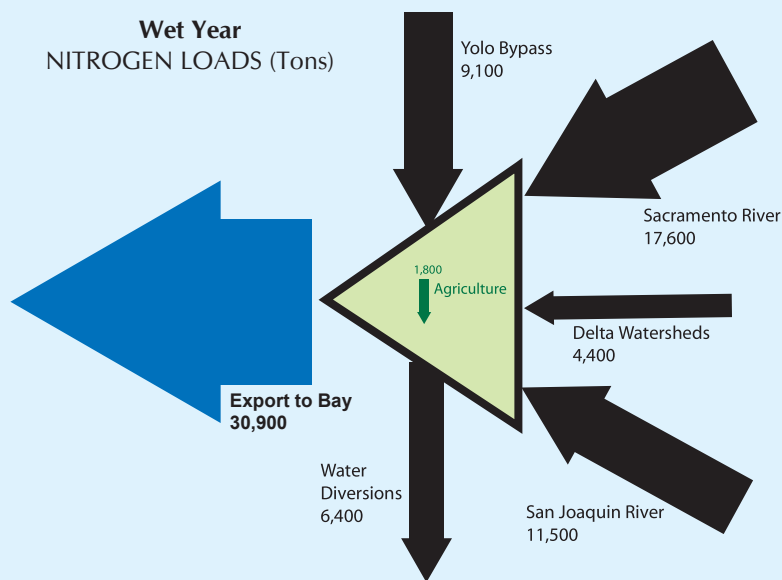 Wet Year
NITROGEN LOADS (Tons)
Yolo Bypass
9,100
Sacramento River
17,600
1,800
Agriculture
Delta Watersheds
4,400
Export to Bay
30,900
Water
Diversions
6,400
San Joaquin River
11,500